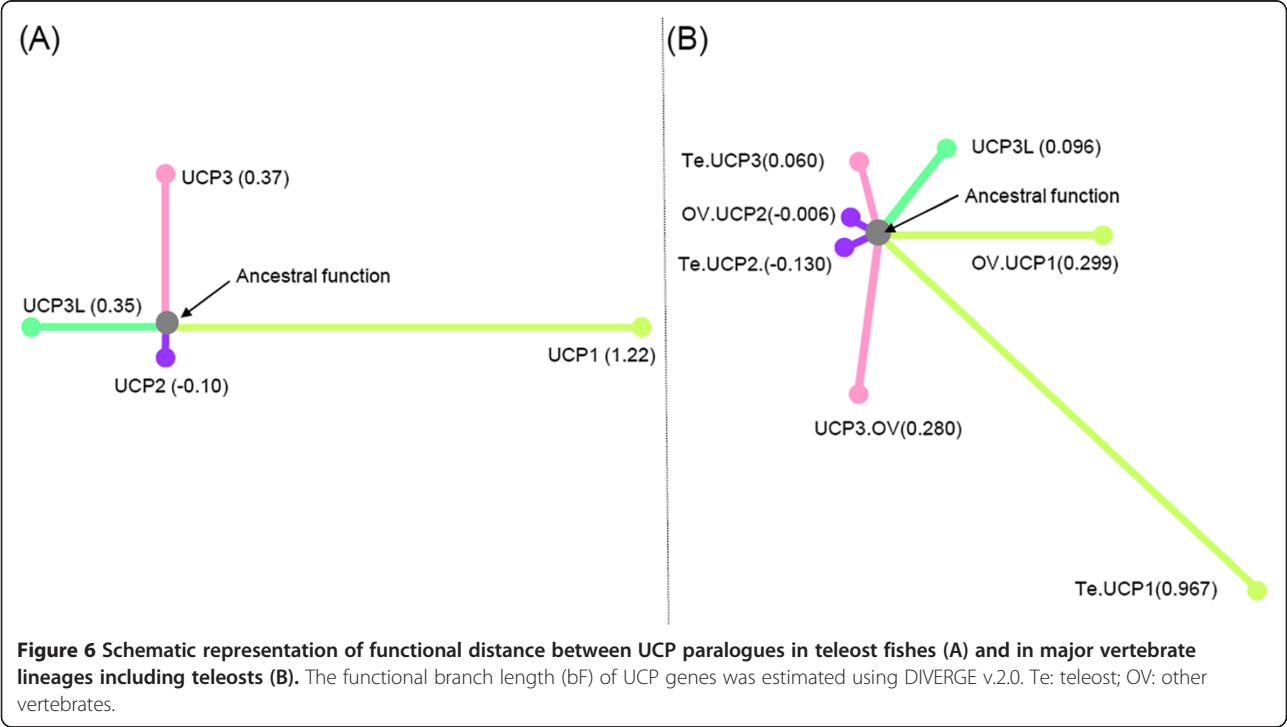 (A)
UCP3 (0.37)
Ancestral function
UCP3L (0.35)
UCP1 (1.22)
UCP2 (-0.10)
(B)
UCP3L (0.096)
Te.UCP3(0.060)
Ancestral function
OV.UCP2(-0.006)
Te.UCP2.(-0.130)
OV.UCP1(0.299)
UCP3.OV(0.280)
Te.UCP1(0.967)
Figure 6 Schematic representation of functional distance between UCP paralogues in teleost fishes (A) and in major vertebrate
lineages including teleosts (B). The functional branch length (bF) of UCP genes was estimated using DIVERGE v.2.0. Te: teleost; OV: other
vertebrates.